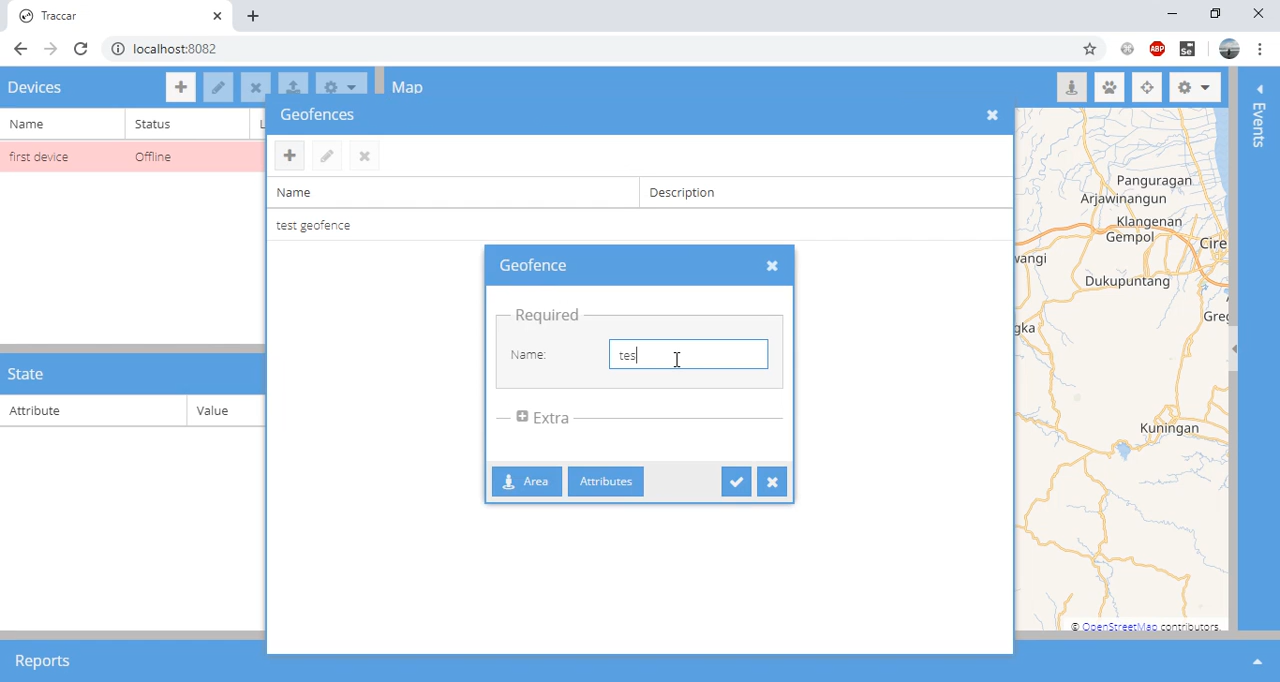 Traccar
localhost:8082
ABP
Se
Devices
Map
Name Status L
first device Offline
Geofences
Name Description
test geofence
Geofence
Required
Name: tes
Extra
Area Attributes
State
Attribute Value
Events
Panguragan
Arjawinangun
Klangenan
Gempol
Cire
wangi
Dukupuntang
Greg
gka
Kuningan
© OpenStreetMap contributors.
Reports